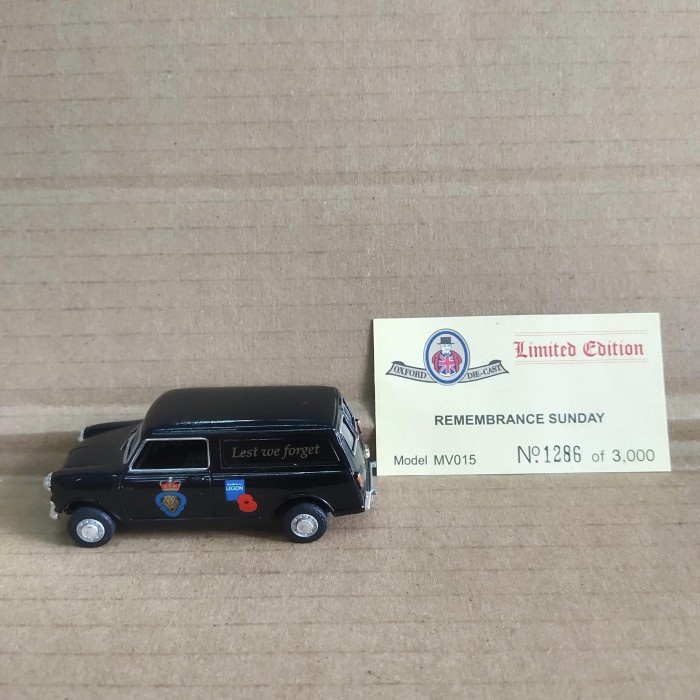 OXFORD DIE-CAST
Limited Edition
REMEMBRANCE SUNDAY
Model MV015 Nº1286 of 3,000
Lest we forget
LEGION